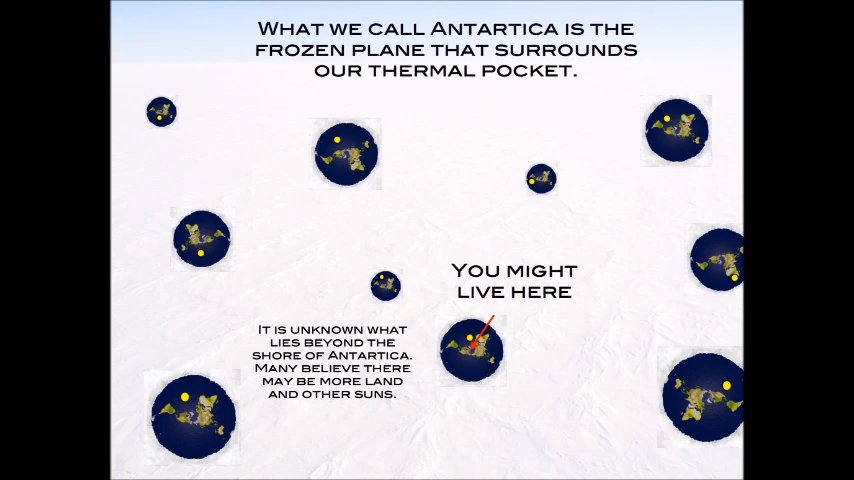 What we call Antartica is the
frozen plane that surrounds
our thermal pocket.
You might
live here
It is unknown what
lies beyond the
shore of Antartica.
Many believe there
may be more land
and other suns.